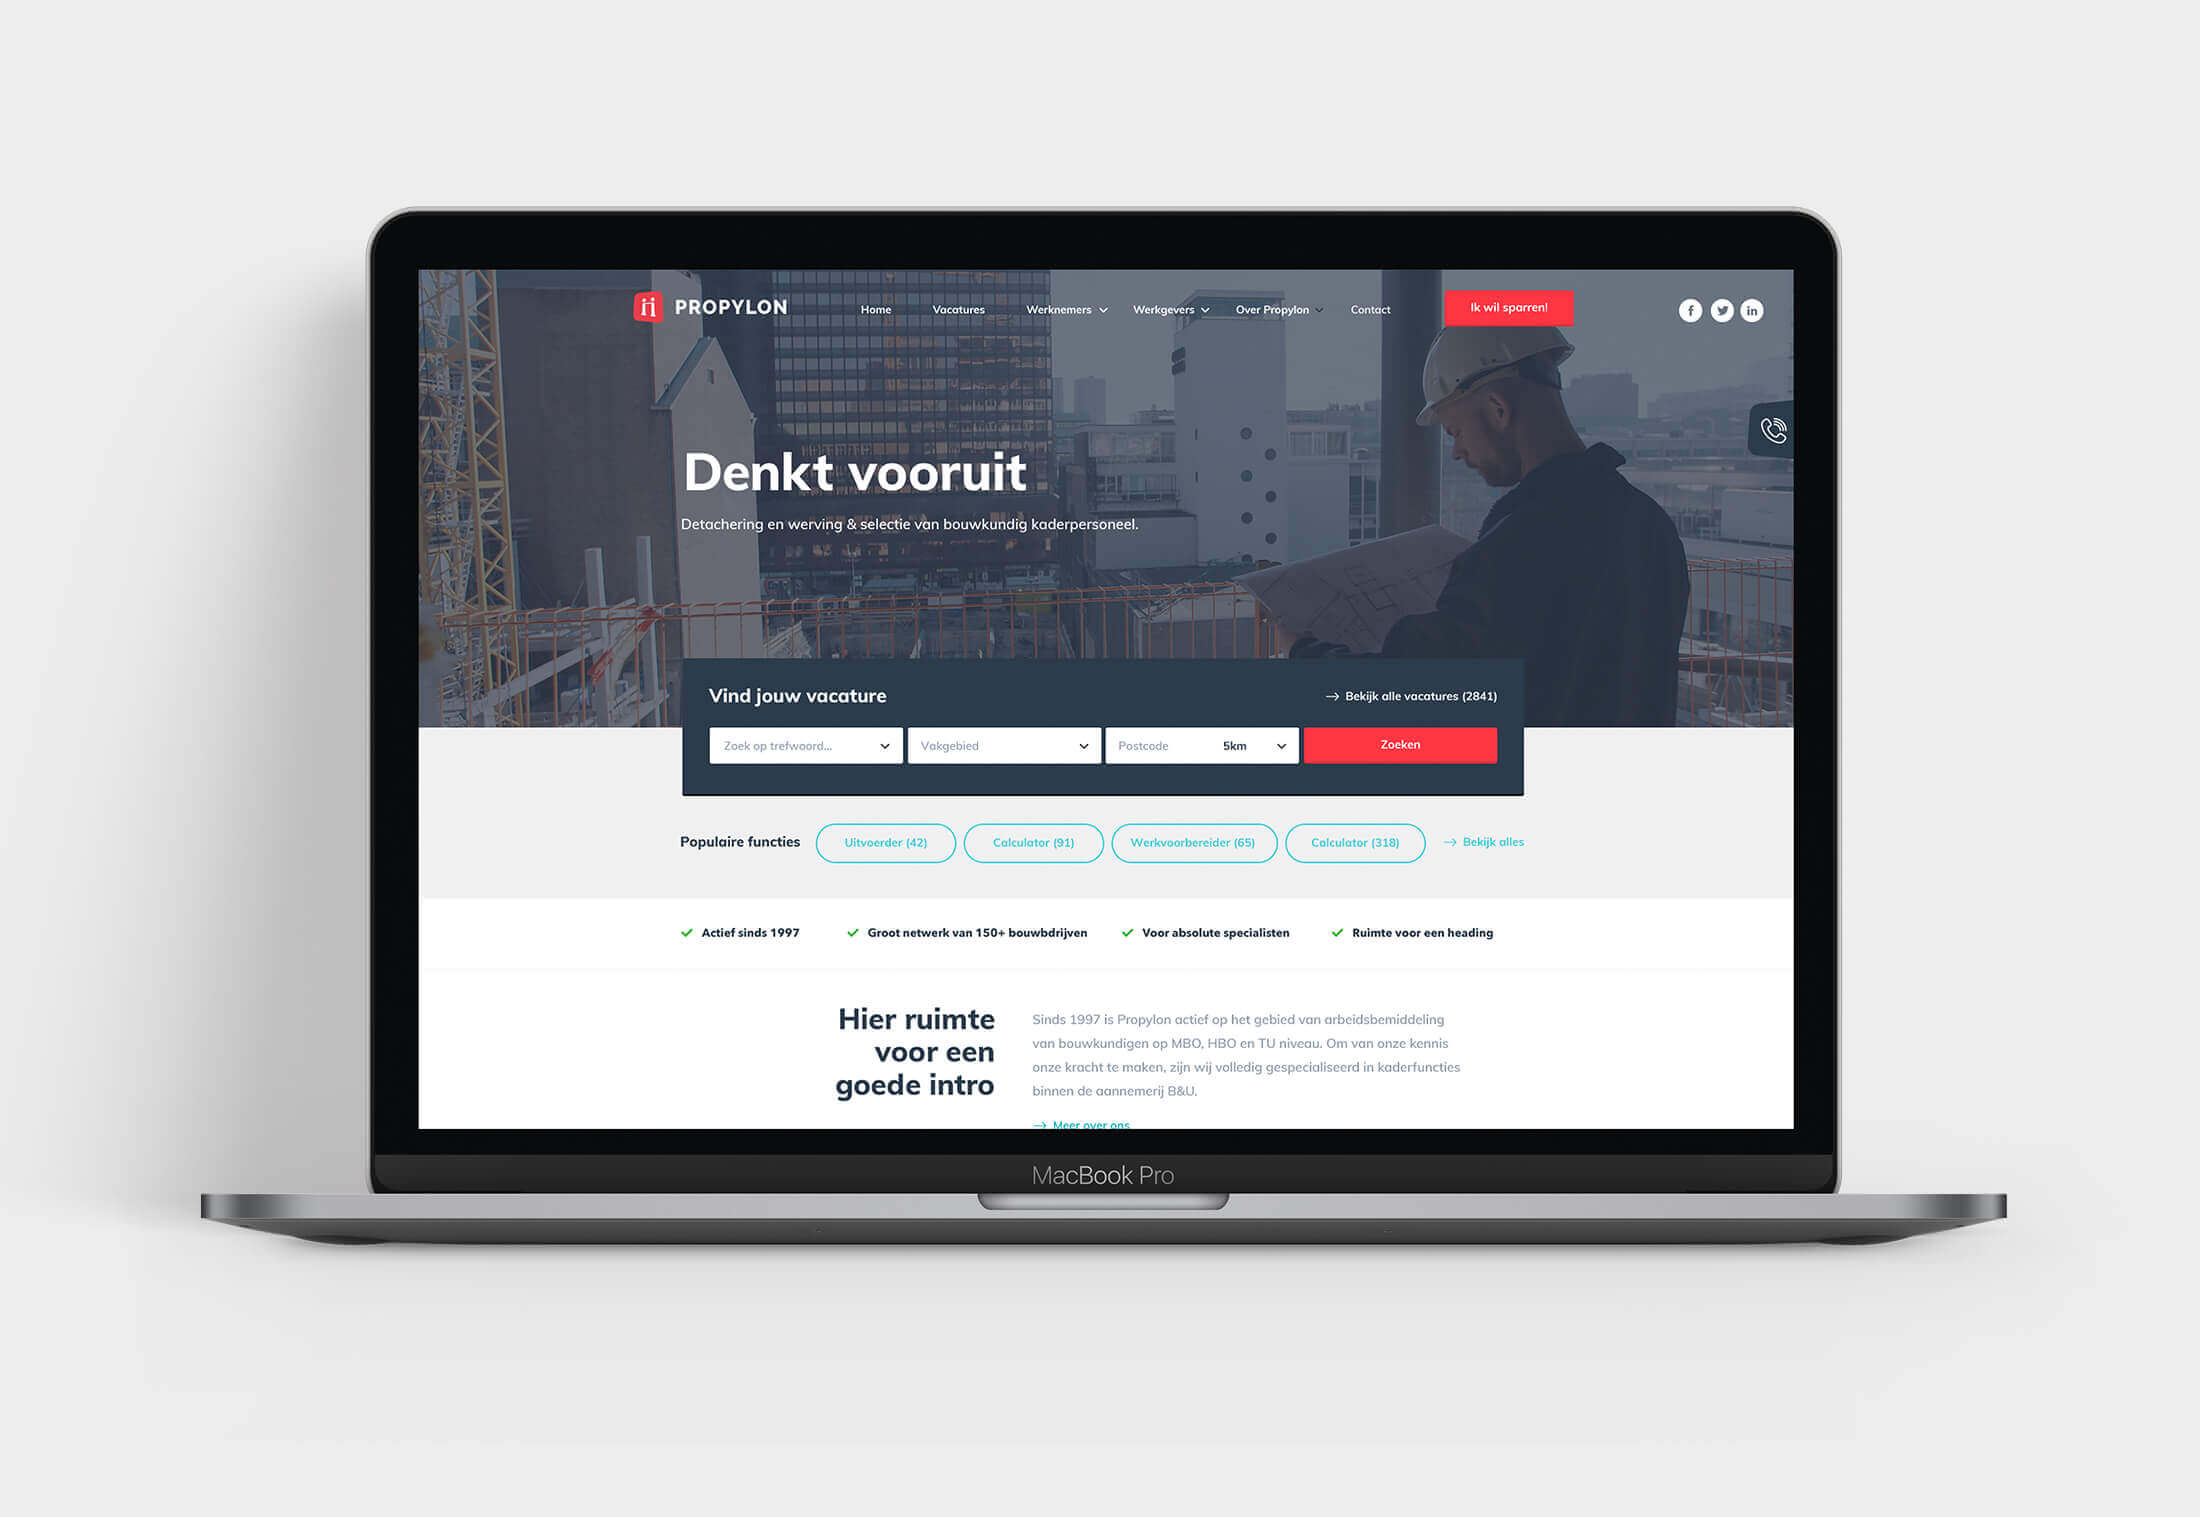 PROPYLON
Home Vacatures Werknemers Werkgevers Over Propylon Contact
Ik wil sparren!
f in
Denkt vooruit
Detachering en werving & selectie van bouwkundig kaderpersoneel.
Vind jouw vacature
Bekijk alle vacatures (2841)
Zoek op trefwoord... Vakgebied Postcode 5km Zoeken
Populaire functies Uitvoerder (42) Calculator (91) Werkvoorbereider (65) Calculator (318) Bekijk alles
Actief sinds 1997 Groot netwerk van 150+ bouwbdrijven Voor absolute specialisten Ruimte voor een heading
Hier ruimte
voor een
goede intro
Sinds 1997 is Propylon actief op het gebied van arbeidsbemiddeling
van bouwkundigen op MBO, HBO en TU niveau. Om van onze kennis
onze kracht te maken, zijn wij volledig gespecialiseerd in kaderfuncties
binnen de aannemerij B&U.
Meer over ons
MacBook Pro